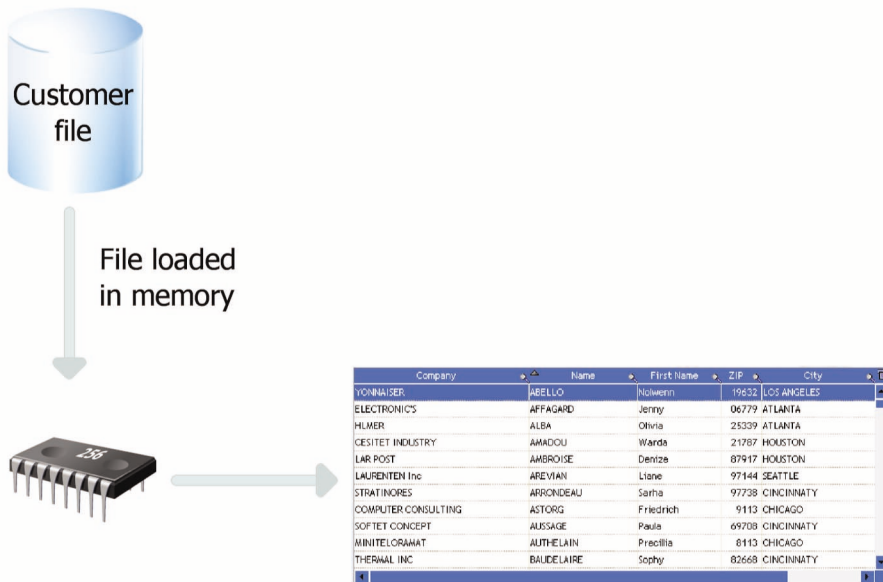 Customer
file
File loaded
in memory
256
Company Name First Name ZIP City
YONNAISER ABELLO Nolwenn 19632 LOS ANGELES
ELECTRONIC'S AFFAGARD Jenny 06779 ATLANTA
HLMER ALBA Olivia 25339 ATLANTA
CESITET INDUSTRY AMADOU Warda 21787 HOUSTON
LAR POST AMBROISE Denize 87917 HOUSTON
LAURENTEN Inc AREVIAN Liane 97144 SEATTLE
STRATINORES ARRONDEAU Sarha 97738 CINCINNATY
COMPUTER CONSULTING ASTORG Friedrich 9113 CHICAGO
SOFTET CONCEPT AUSSAGE Paula 69708 CINCINNATY
MINITELORAMAT AUTHELAIN Precillia 8113 CHICAGO
THERMAL INC BAUDELAIRE Sophy 82668 CINCINNATY